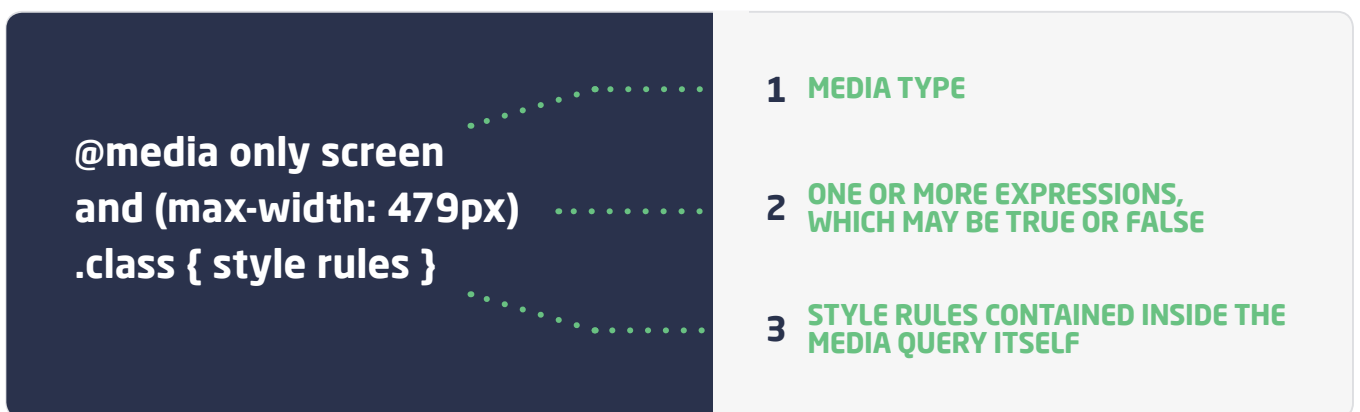 @media only screen
and (max-width: 479px)
.class { style rules }
1 MEDIA TYPE
2 ONE OR MORE EXPRESSIONS,
WHICH MAY BE TRUE OR FALSE
3 STYLE RULES CONTAINED INSIDE THE
MEDIA QUERY ITSELF